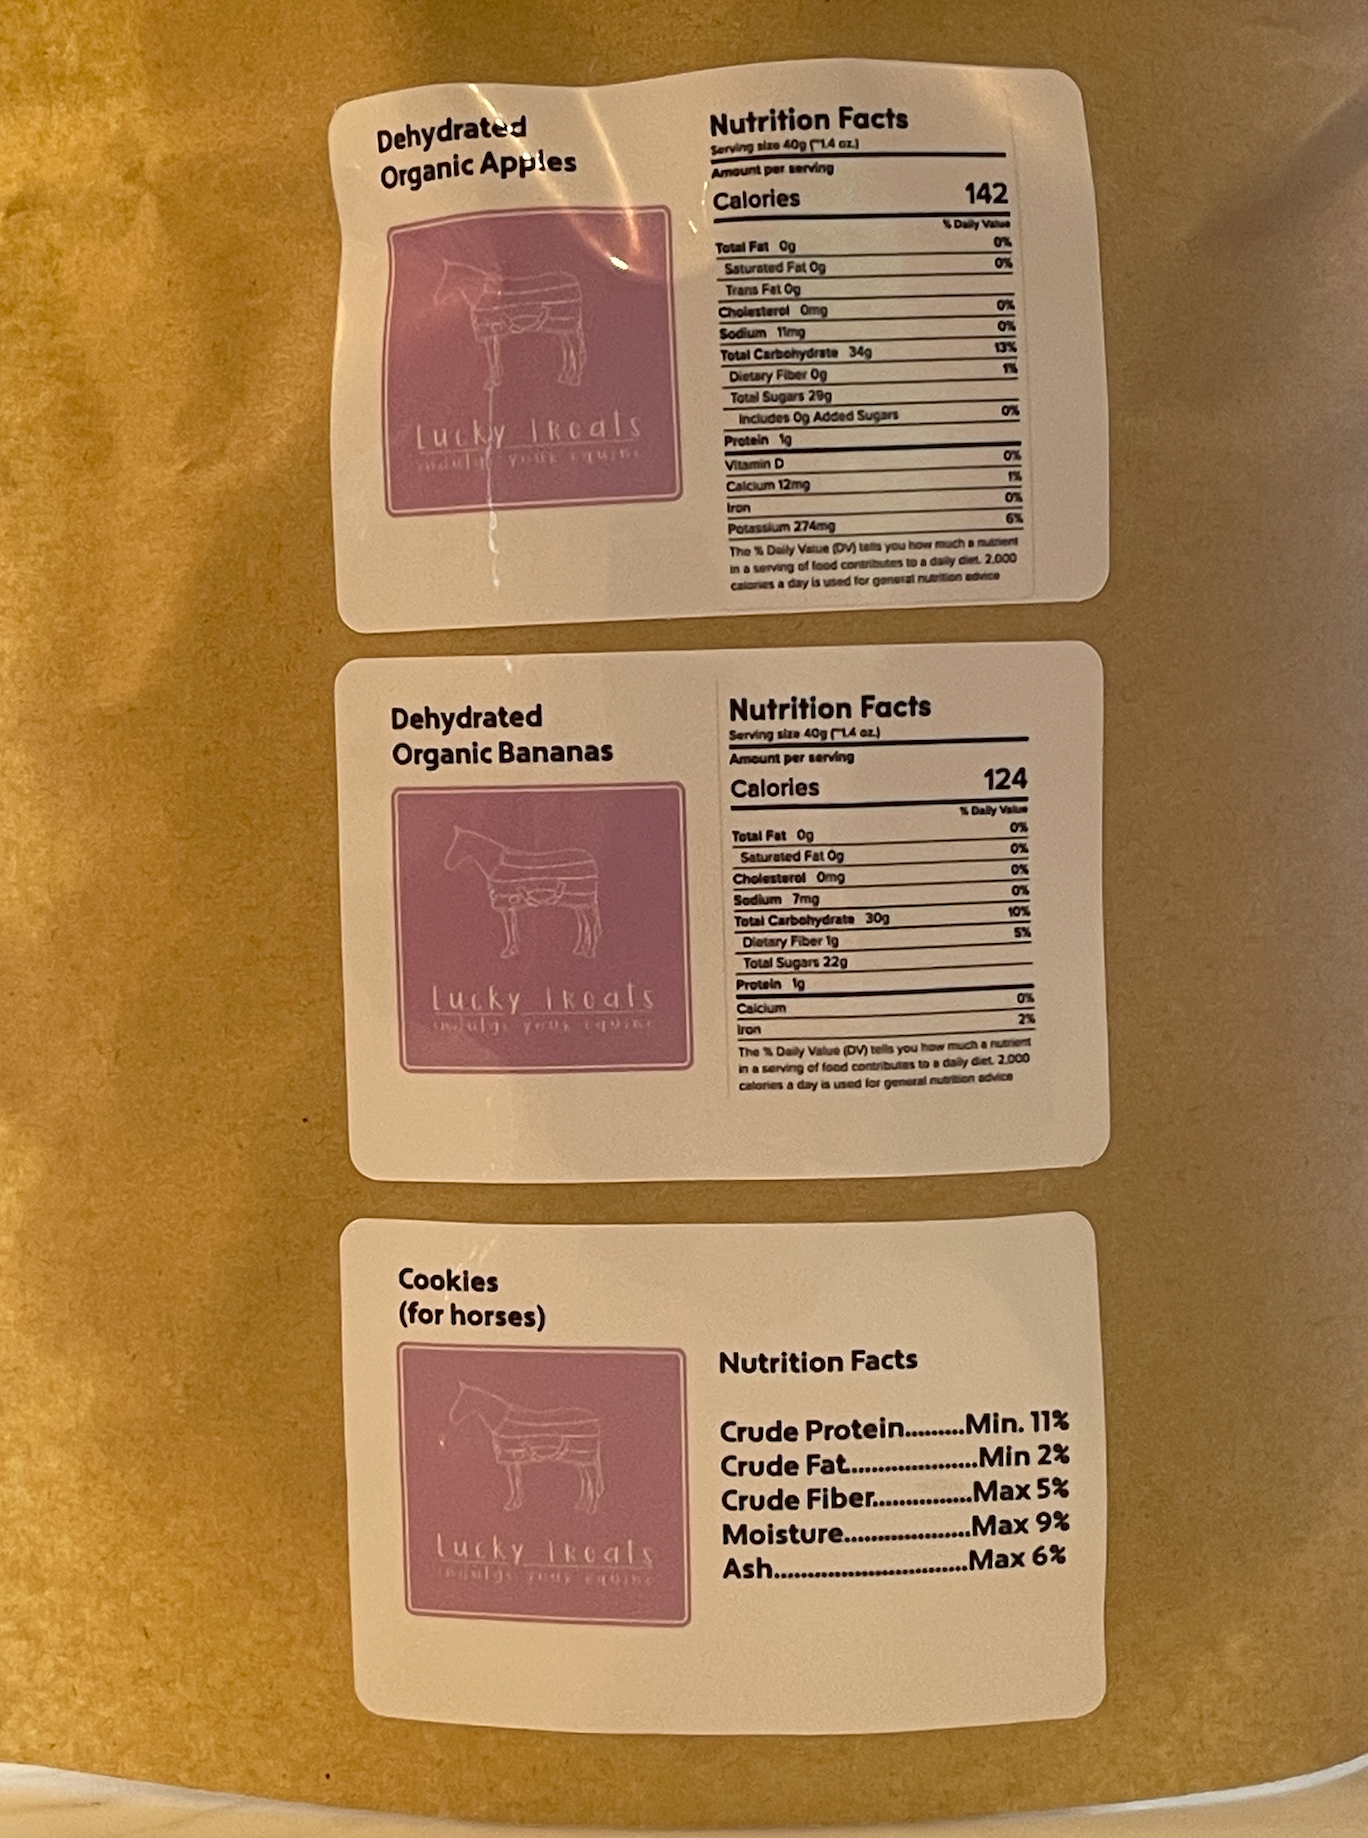 Dehydrated
Organic Apples
Lucky Treats
indulge your equine
Nutrition Facts
Serving size 40g (~1.4 oz.)
Amount per serving
Calories 142
% Daily Value
Total Fat 0g 0%
Saturated Fat 0g 0%
Trans Fat 0g
Cholesterol 0mg 0%
Sodium 11mg 0%
Total Carbohydrate 34g 13%
Dietary Fiber 0g 1%
Total Sugars 29g
Includes 0g Added Sugars 0%
Protein 1g
Vitamin D 0%
Calcium 12mg 1%
Iron 0%
Potassium 274mg 6%
The % Daily Value (DV) tells you how much a nutrient
in a serving of food contributes to a daily diet. 2,000
calories a day is used for general nutrition advice
Dehydrated
Organic Bananas
Lucky Treats
indulge your equine
Nutrition Facts
Serving size 40g (~1.4 oz.)
Amount per serving
Calories 124
% Daily Value
Total Fat 0g 0%
Saturated Fat 0g 0%
Cholesterol 0mg 0%
Sodium 7mg 0%
Total Carbohydrate 30g 10%
Dietary Fiber 1g 5%
Total Sugars 22g
Protein 1g
Calcium 0%
Iron 2%
The % Daily Value (DV) tells you how much a nutrient
in a serving of food contributes to a daily diet. 2,000
calories a day is used for general nutrition advice
Cookies
(for horses)
Lucky Treats
indulge your equine
Nutrition Facts
Crude Protein.........Min. 11%
Crude Fat....................Min 2%
Crude Fiber...............Max 5%
Moisture....................Max 9%
Ash..............................Max 6%